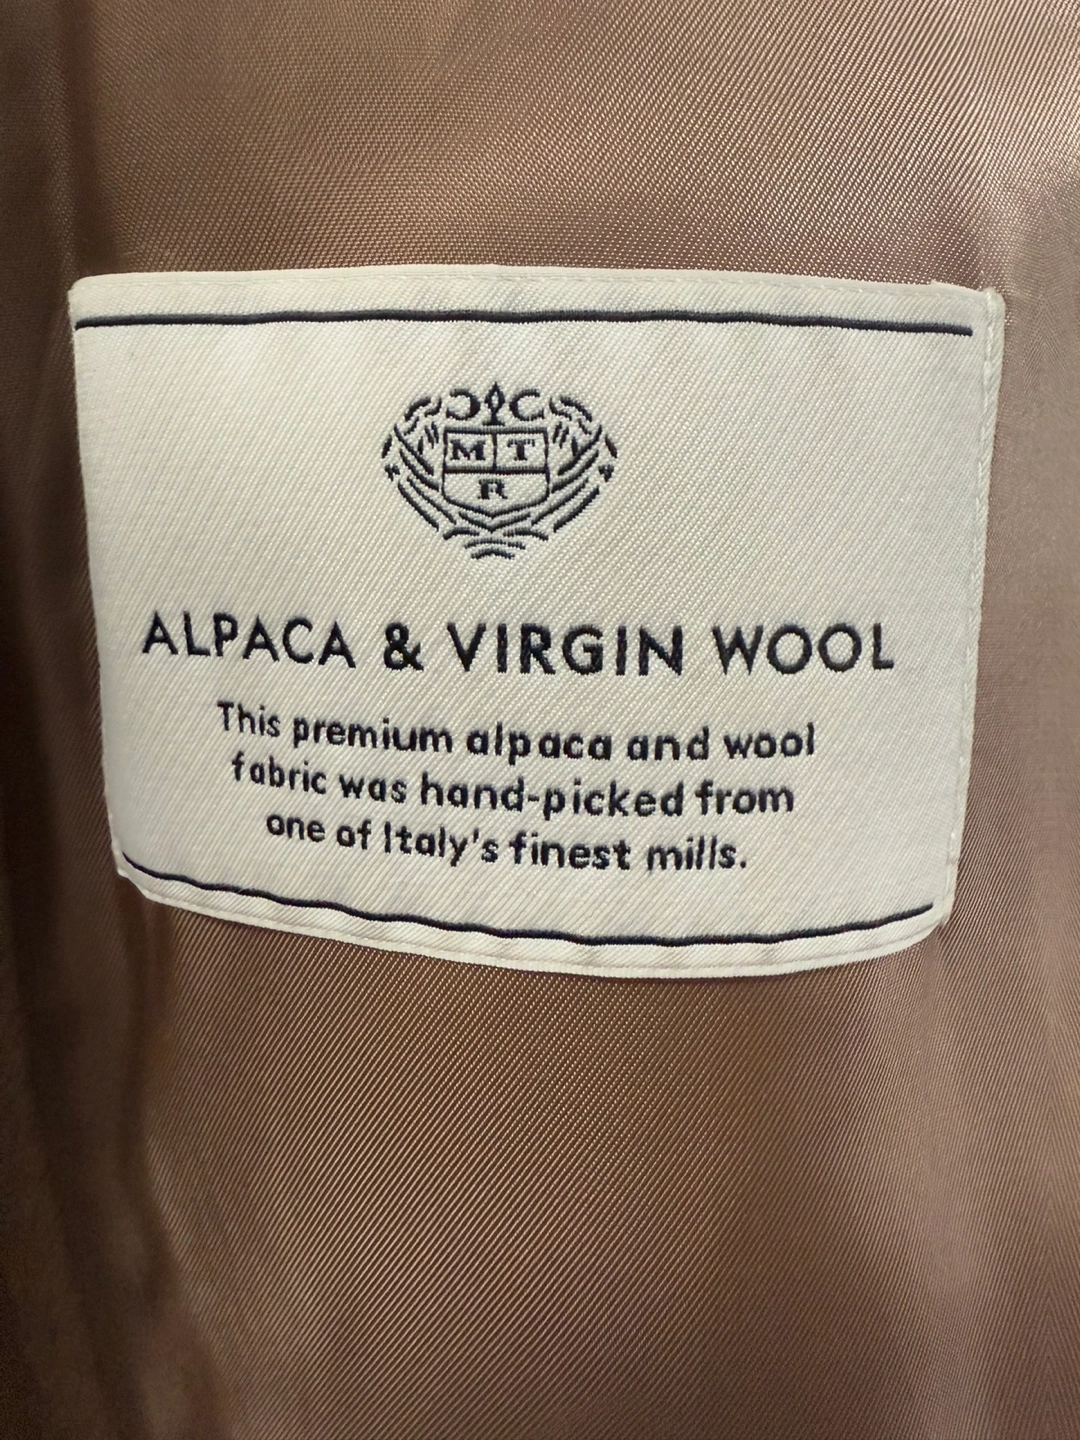 M T
R
ALPACA & VIRGIN WOOL
This premium alpaca and wool
fabric was hand-picked from
one of Italy's finest mills.